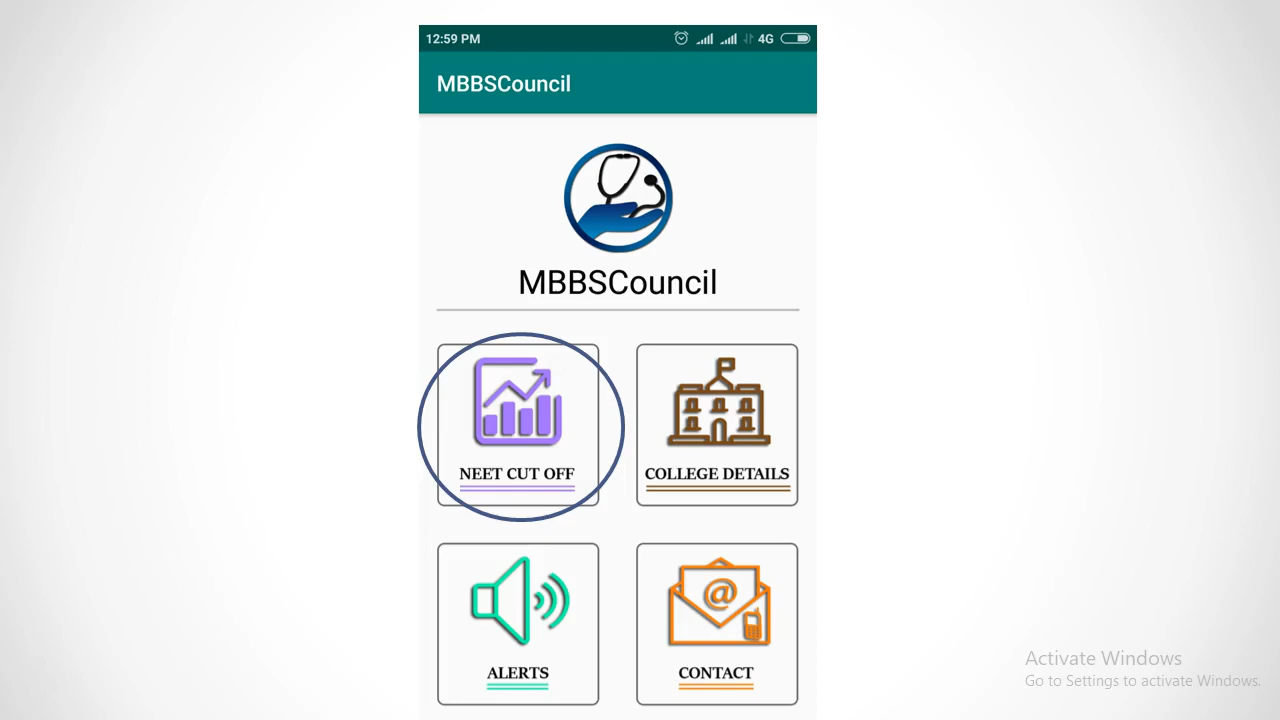 12:59 PM
4G
MBBSCouncil
MBBSCouncil
NEET CUT OFF
COLLEGE DETAILS
@
ALERTS
CONTACT
Activate Windows
Go to Settings to activate Windows.